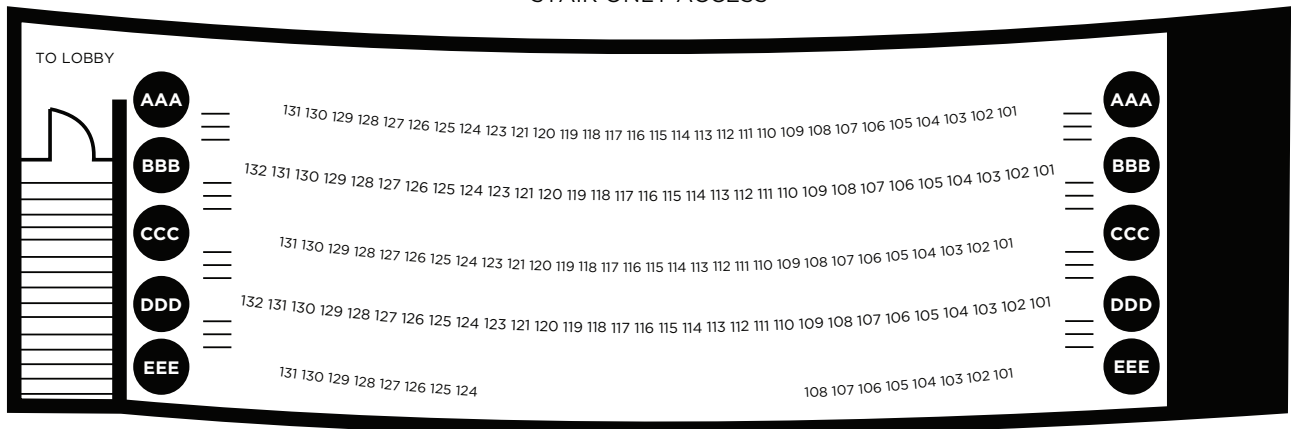 STAIR ONLY ACCESS
TO LOBBY
AAA 131 130 129 128 127 126 125 124 123 121 120 119 118 117 116 115 114 113 112 111 110 109 108 107 106 105 104 103 102 101 AAA
BBB 132 131 130 129 128 127 126 125 124 123 121 120 119 118 117 116 115 114 113 112 111 110 109 108 107 106 105 104 103 102 101 BBB
CCC 131 130 129 128 127 126 125 124 123 121 120 119 118 117 116 115 114 113 112 111 110 109 108 107 106 105 104 103 102 101 CCC
DDD 132 131 130 129 128 127 126 125 124 123 121 120 119 118 117 116 115 114 113 112 111 110 109 108 107 106 105 104 103 102 101 DDD
EEE 131 130 129 128 127 126 125 124 108 107 106 105 104 103 102 101 EEE